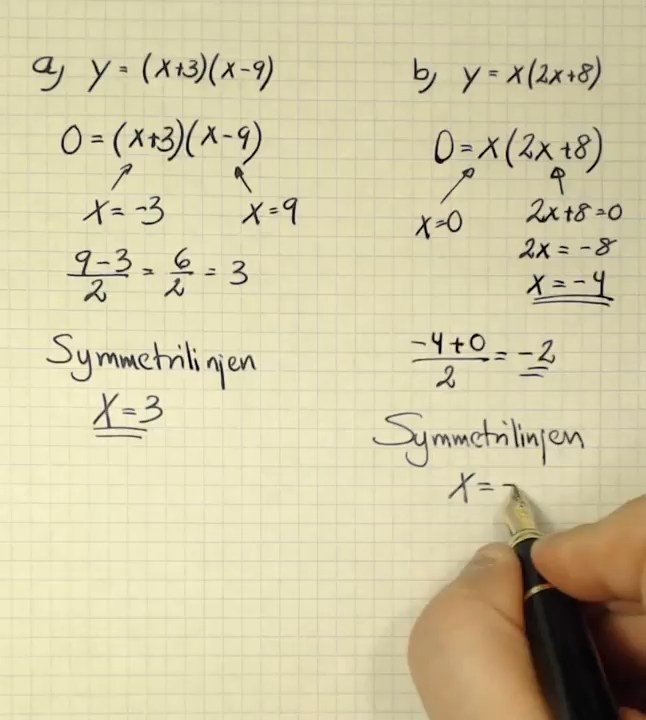 a) y = (x+3)(x-9)
0 = (x+3)(x-9)
x = -3 x = 9
9-3/2 = 6/2 = 3
Symmetrilinjen
x = 3
b) y = x(2x+8)
0 = x(2x+8)
x=0 2x+8=0
2x = -8
x = -4
-4+0/2 = -2
Symmetrilinjen
x = -